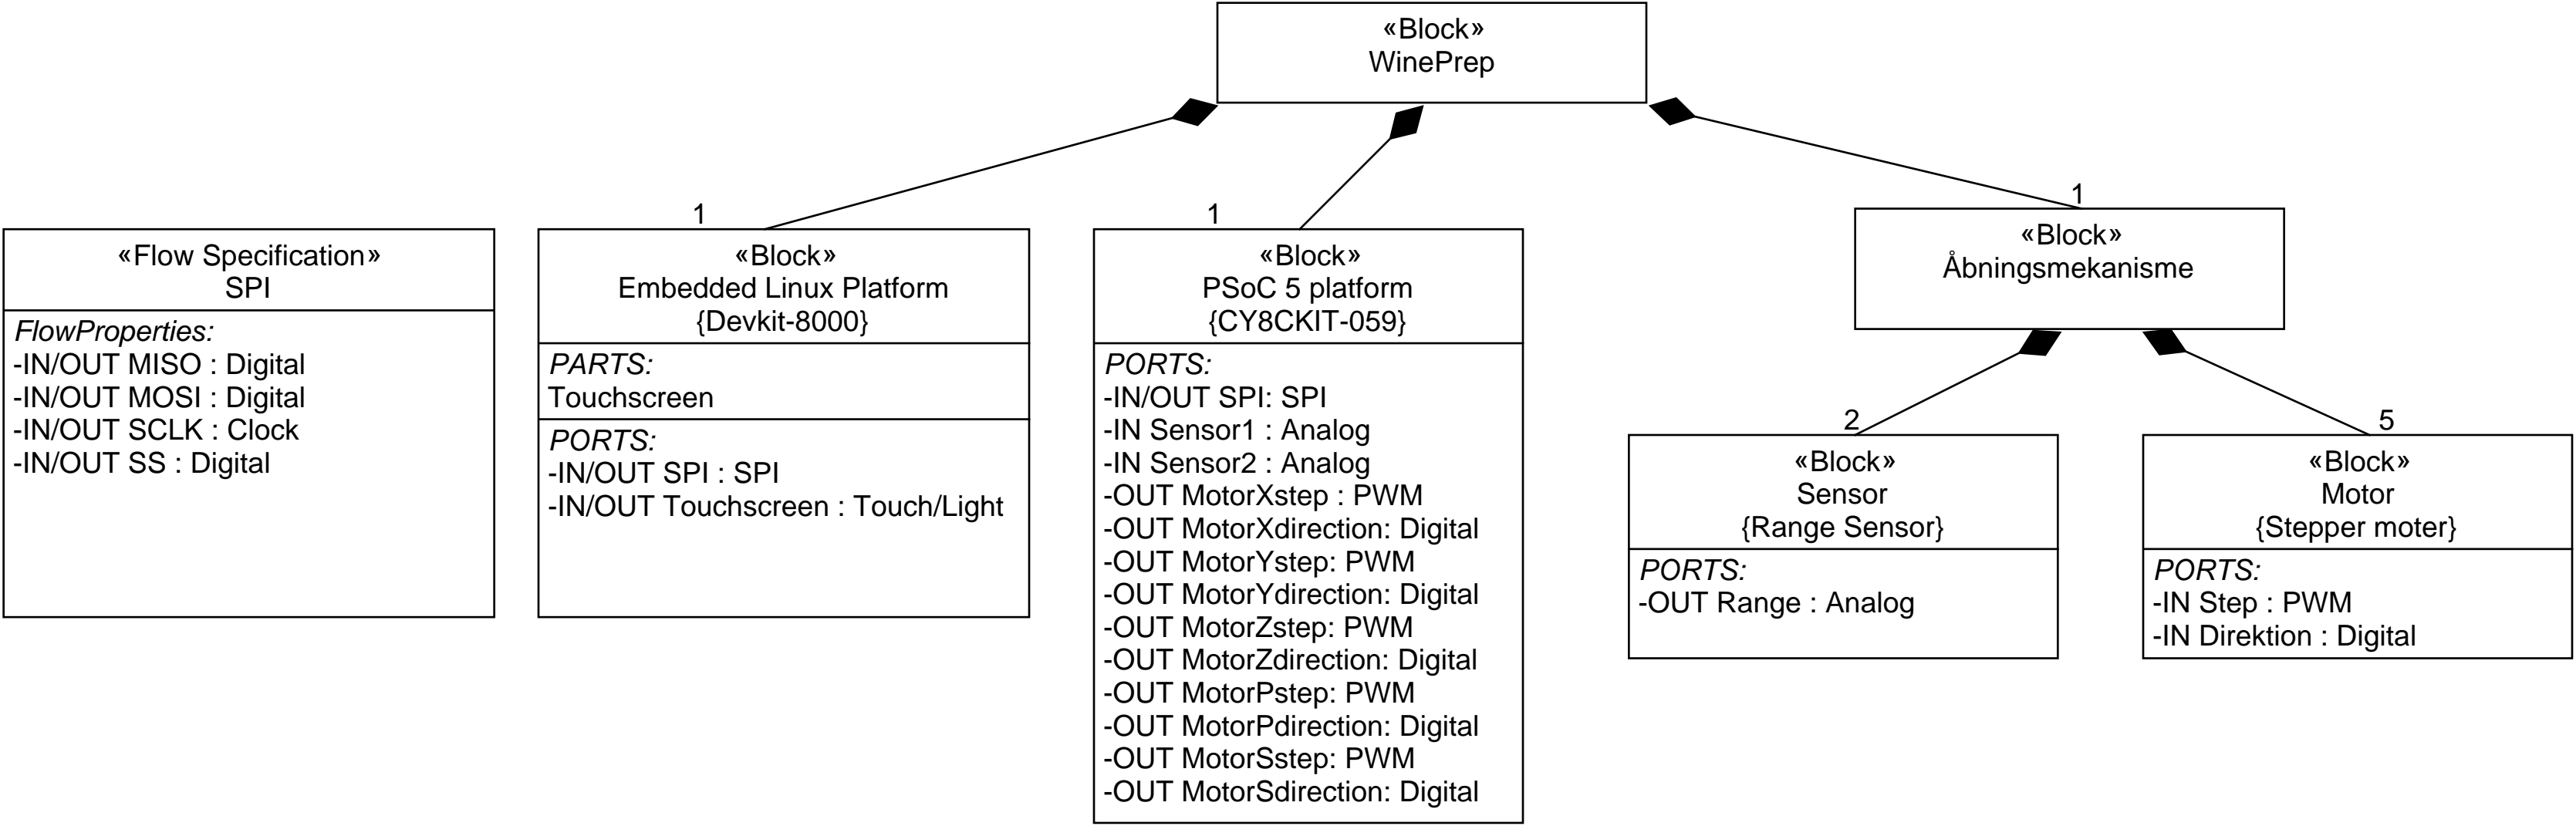 «Block»
WinePrep
1
1
1
«Flow Specification»
SPI
FlowProperties:
-IN/OUT MISO : Digital
-IN/OUT MOSI : Digital
-IN/OUT SCLK : Clock
-IN/OUT SS : Digital
«Block»
Embedded Linux Platform
{Devkit-8000}
PARTS:
Touchscreen
PORTS:
-IN/OUT SPI : SPI
-IN/OUT Touchscreen : Touch/Light
«Block»
PSoC 5 platform
{CY8CKIT-059}
PORTS:
-IN/OUT SPI: SPI
-IN Sensor1 : Analog
-IN Sensor2 : Analog
-OUT MotorXstep : PWM
-OUT MotorXdirection: Digital
-OUT MotorYstep: PWM
-OUT MotorYdirection: Digital
-OUT MotorZstep: PWM
-OUT MotorZdirection: Digital
-OUT MotorPstep: PWM
-OUT MotorPdirection: Digital
-OUT MotorSstep: PWM
-OUT MotorSdirection: Digital
«Block»
Åbningsmekanisme
2
5
«Block»
Sensor
{Range Sensor}
PORTS:
-OUT Range : Analog
«Block»
Motor
{Stepper moter}
PORTS:
-IN Step : PWM
-IN Direktion : Digital